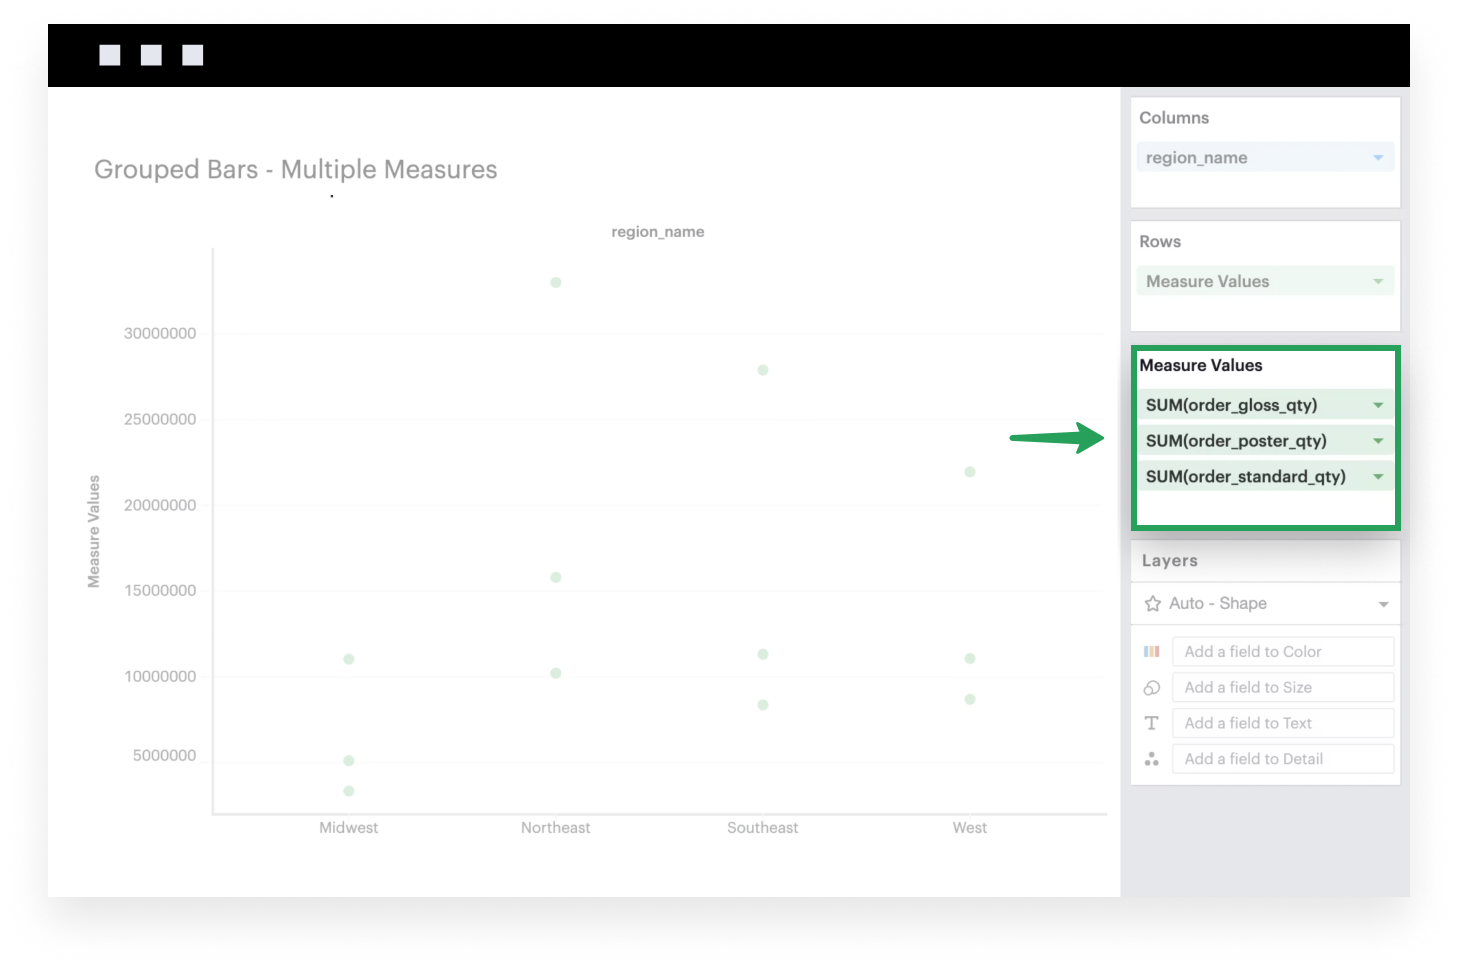 Grouped Bars - Multiple Measures
region_name
Measure Values
30000000
25000000
20000000
15000000
10000000
5000000
Midwest
Northeast
Southeast
West
Columns
region_name
Rows
Measure Values
Measure Values
SUM(order_gloss_qty)
SUM(order_poster_qty)
SUM(order_standard_qty)
Layers
Auto - Shape
Add a field to Color
Add a field to Size
T Add a field to Text
Add a field to Detail